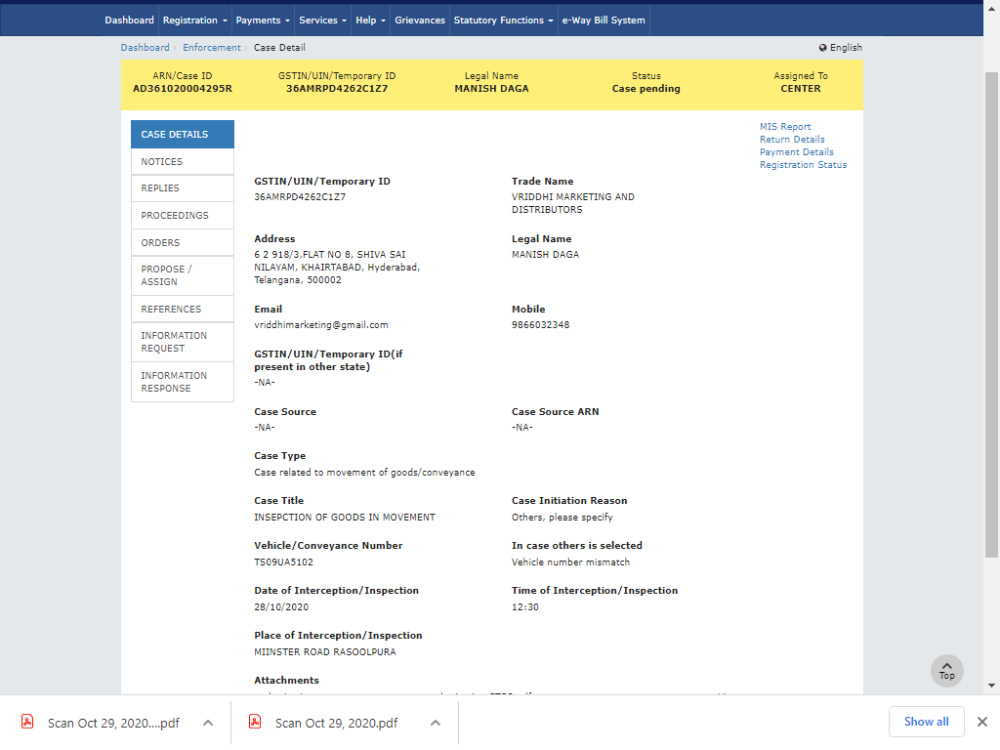 Dashboard Registration Payments Services Help Grievances Statutory Functions e-Way Bill System
Dashboard Enforcement Case Detail English
ARN/Case ID GSTIN/UIN/Temporary ID Legal Name Status Assigned To
AD361020004295R 36AMRPD4262C1Z7 MANISH DAGA Case pending CENTER
CASE DETAILS
NOTICES
REPLIES
PROCEEDINGS
ORDERS
PROPOSE /
ASSIGN
REFERENCES
INFORMATION
REQUEST
INFORMATION
RESPONSE
MIS Report
Return Details
Payment Details
Registration Status
GSTIN/UIN/Temporary ID
36AMRPD4262C1Z7
Trade Name
VRIDDHI MARKETING AND
DISTRIBUTORS
Address
6 2 918/3,FLAT NO 8, SHIVA SAI
NILAYAM, KHAIRTABAD, Hyderabad,
Telangana, 500002
Legal Name
MANISH DAGA
Email
vriddhimarketing@gmail.com
Mobile
9866032348
GSTIN/UIN/Temporary ID(if
present in other state)
-NA-
Case Source
-NA-
Case Source ARN
-NA-
Case Type
Case related to movement of goods/conveyance
Case Title
INSEPCTION OF GOODS IN MOVEMENT
Case Initiation Reason
Others, please specify
Vehicle/Conveyance Number
TS09UA5102
In case others is selected
Vehicle number mismatch
Date of Interception/Inspection
28/10/2020
Time of Interception/Inspection
12:30
Place of Interception/Inspection
MIINSTER ROAD RASOOLPURA
Attachments
Top
Scan Oct 29, 2020....pdf
Scan Oct 29, 2020.pdf
Show all